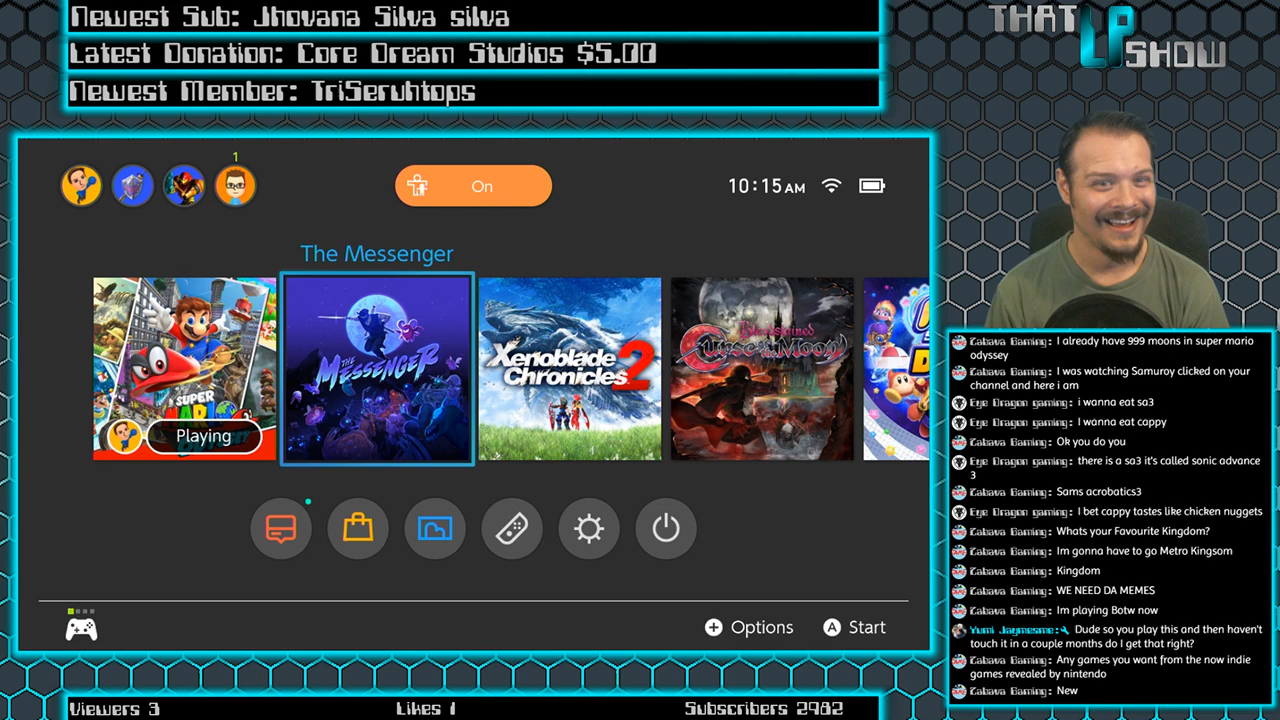 Newest Sub: Jhovana Silva silva
Latest Donation: Core Dream Studios $5.00
Newest Member: TriSeruhtops
THAT
LP
SHOW
1
On
10:15 AM
The Messenger
SUPER
MARIO
Playing
THE
MESSENGER
Xenoblade
Chronicles 2
Bloodstained
Curse of the Moon
Options
Start
Zabava Gaming: I already have 999 moons in super mario
odyssey
Zabava Gaming: I was watching Samuroy clicked on your
channel and here i am
Eye Dragon gaming: i wanna eat sa3
Eye Dragon gaming: I wanna eat cappy
Zabava Gaming: Ok you do you
Eye Dragon gaming: there is a sa3 it's called sonic advance
3
Zabava Gaming: Sams acrobatics3
Eye Dragon gaming: I bet cappy tastes like chicken nuggets
Zabava Gaming: Whats your Favourite Kingdom?
Zabava Gaming: Im gonna have to go Metro Kingsom
Zabava Gaming: Kingdom
Zabava Gaming: WE NEED DA MEMES
Zabava Gaming: Im playing Botw now
Yumi Jaymesme: Dude so you play this and then haven't
touch it in a couple months do I get that right?
Zabava Gaming: Any games you want from the now indie
games revealed by nintendo
Zabava Gaming: New
Viewers 3
Likes 1
Subscribers 2982